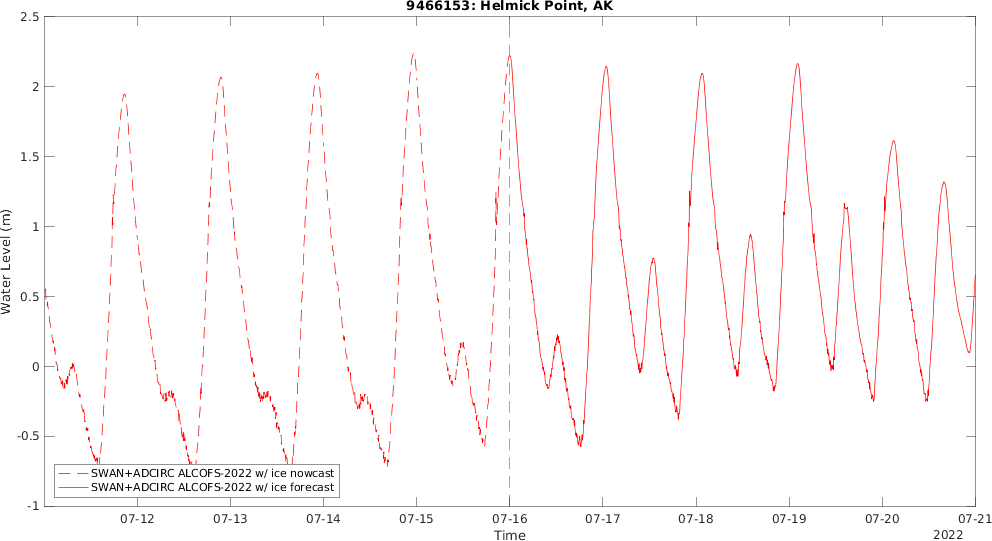 9466153: Helmick Point, AK
2.5
2
1.5
1
0.5
0
-0.5
-1
Water Level (m)
SWAN+ADCIRC ALCOFS-2022 w/ ice nowcast
SWAN+ADCIRC ALCOFS-2022 w/ ice forecast
07-12 07-13 07-14 07-15 07-16 07-17 07-18 07-19 07-20 07-21
Time
2022